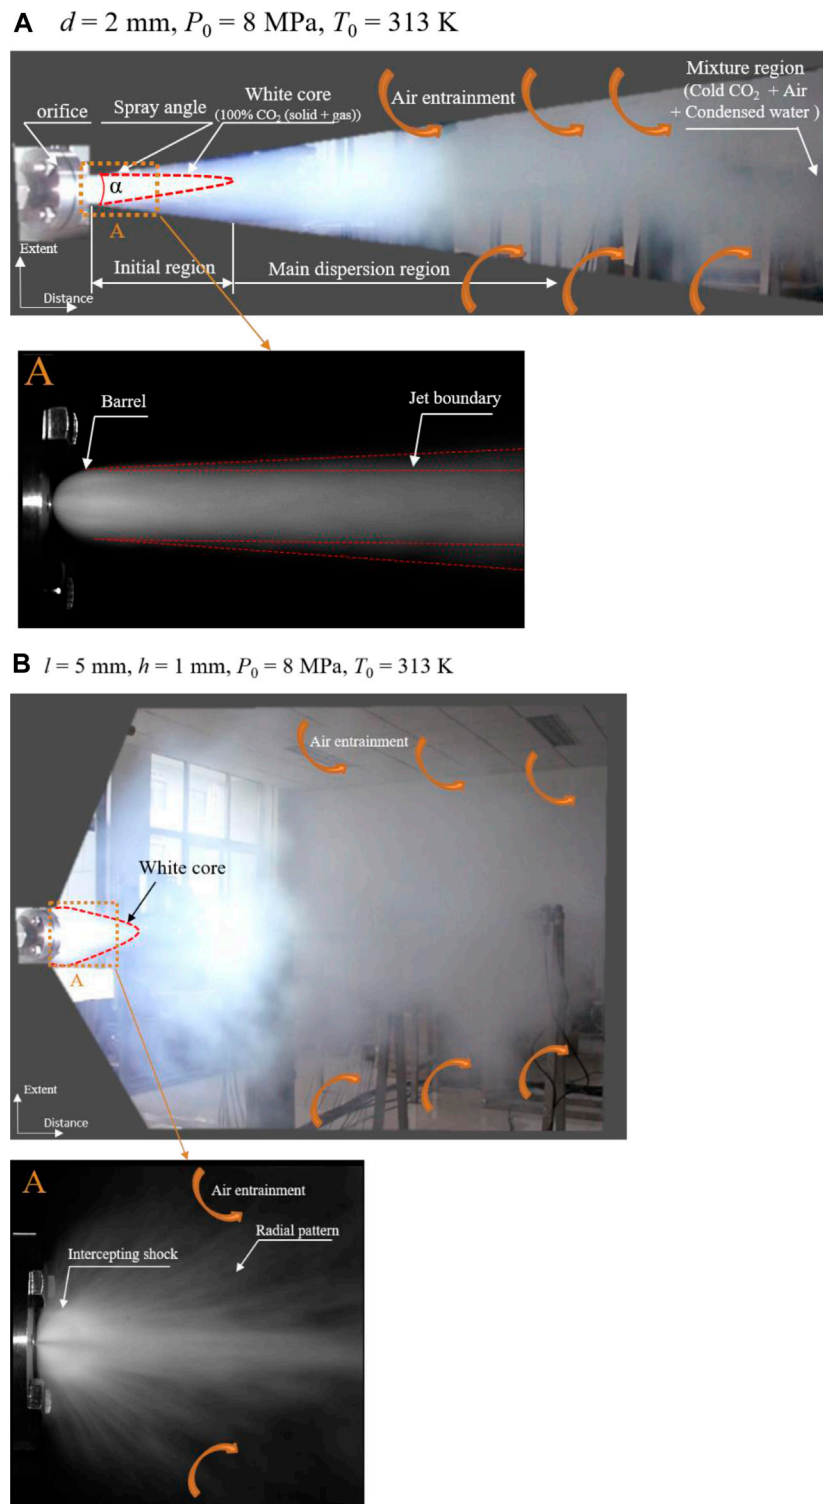 A d = 2 mm, P₀ = 8 MPa, T₀ = 313 K
orifice
Spray angle
White core
(100% CO₂ (solid + gas))
Air entrainment
Mixture region
(Cold CO₂ + Air
+ Condensed water )
α
A
Extent
Distance
Initial region
Main dispersion region
A
Barrel
Jet boundary
B l = 5 mm, h = 1 mm, P₀ = 8 MPa, T₀ = 313 K
Air entrainment
White core
A
Extent
Distance
A
Air entrainment
Radial pattern
Intercepting shock